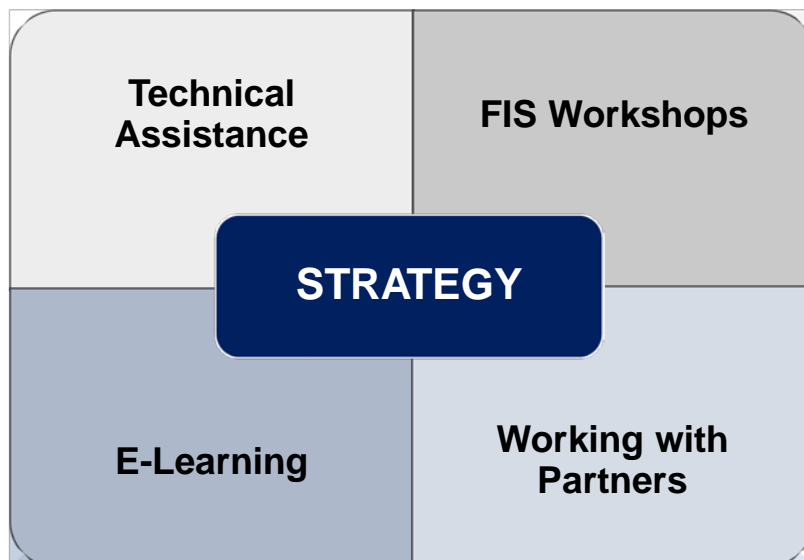 Technical
Assistance
FIS Workshops
STRATEGY
E-Learning
Working with
Partners